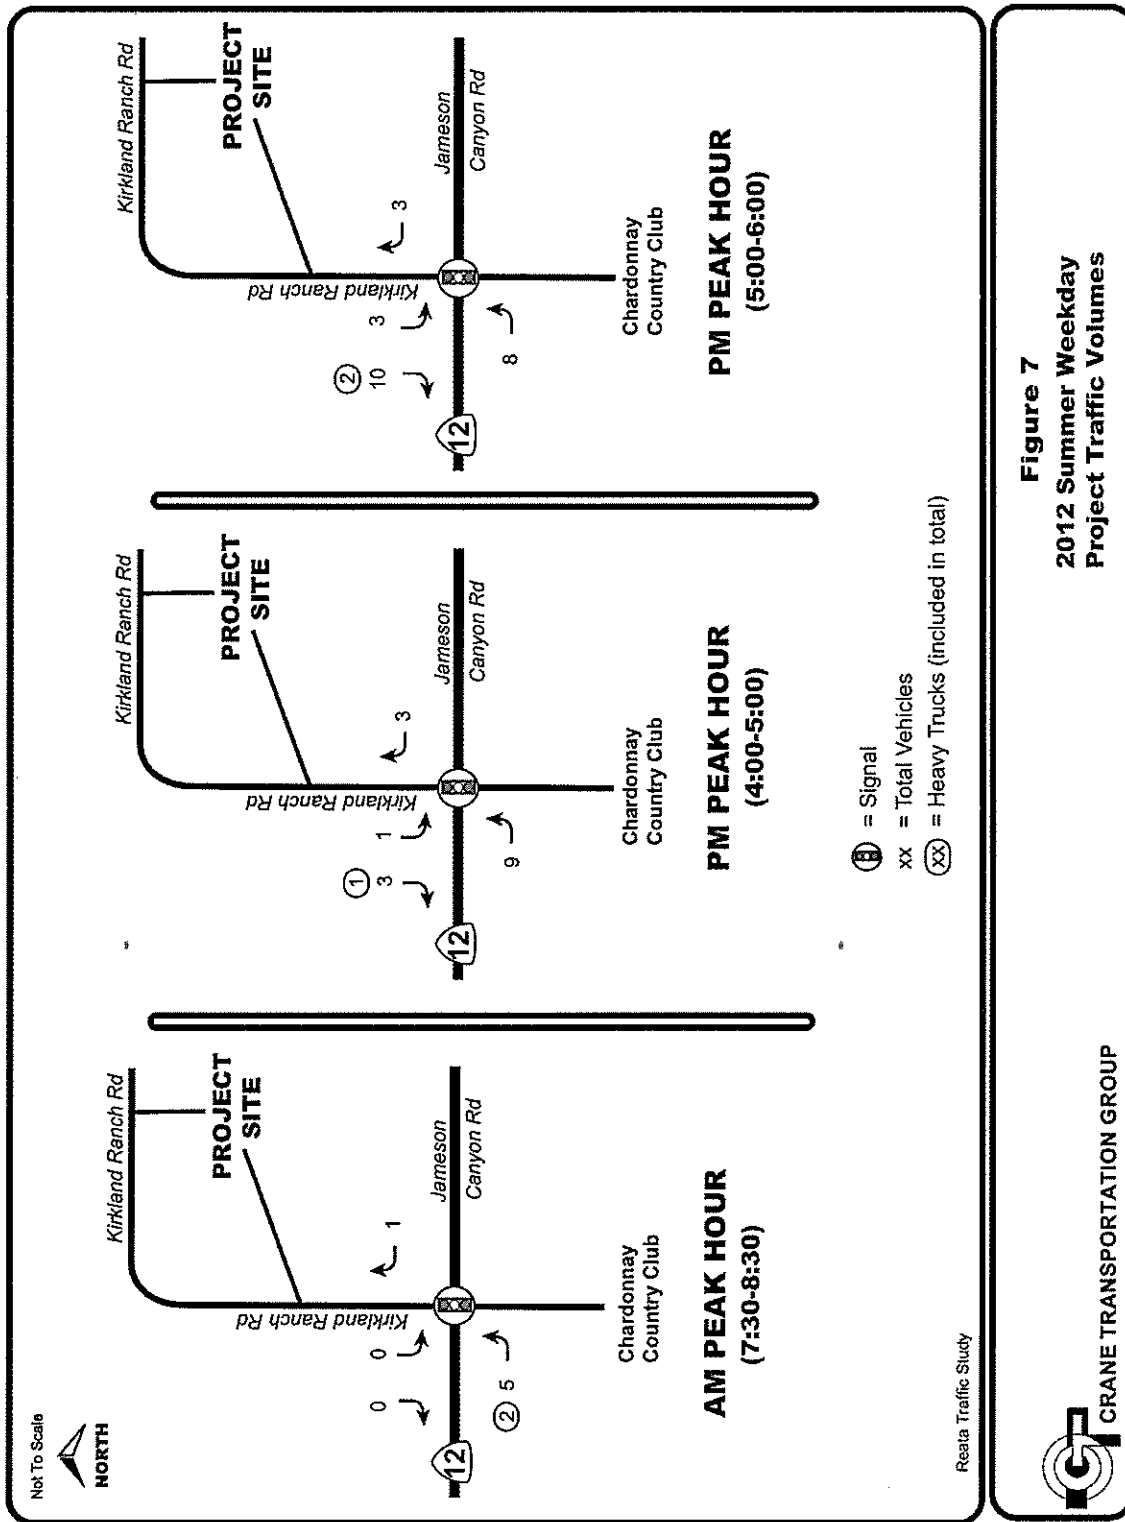 Not To Scale
NORTH
Kirkland Ranch Rd
PROJECT
SITE
Kirkland Ranch Rd
1
0
0
Jameson
Canyon Rd
12
2 5
Chardonnay
Country Club
AM PEAK HOUR
(7:30-8:30)
Kirkland Ranch Rd
PROJECT
SITE
Kirkland Ranch Rd
3
1
1 3
Jameson
Canyon Rd
12
9
Chardonnay
Country Club
PM PEAK HOUR
(4:00-5:00)
Kirkland Ranch Rd
PROJECT
SITE
Kirkland Ranch Rd
3
3
2 10
Jameson
Canyon Rd
12
8
Chardonnay
Country Club
PM PEAK HOUR
(5:00-6:00)
= Signal
xx = Total Vehicles
XX = Heavy Trucks (included in total)
Reata Traffic Study
CRANE TRANSPORTATION GROUP
Figure 7
2012 Summer Weekday
Project Traffic Volumes